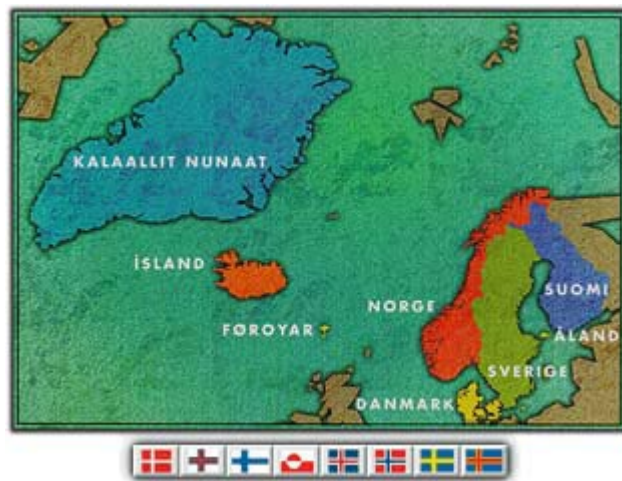 KALAALLIT NUNAAT
ÍSLAND
FØROYAR
NORGE
SUOMI
ÅLAND
SVERIGE
DANMARK